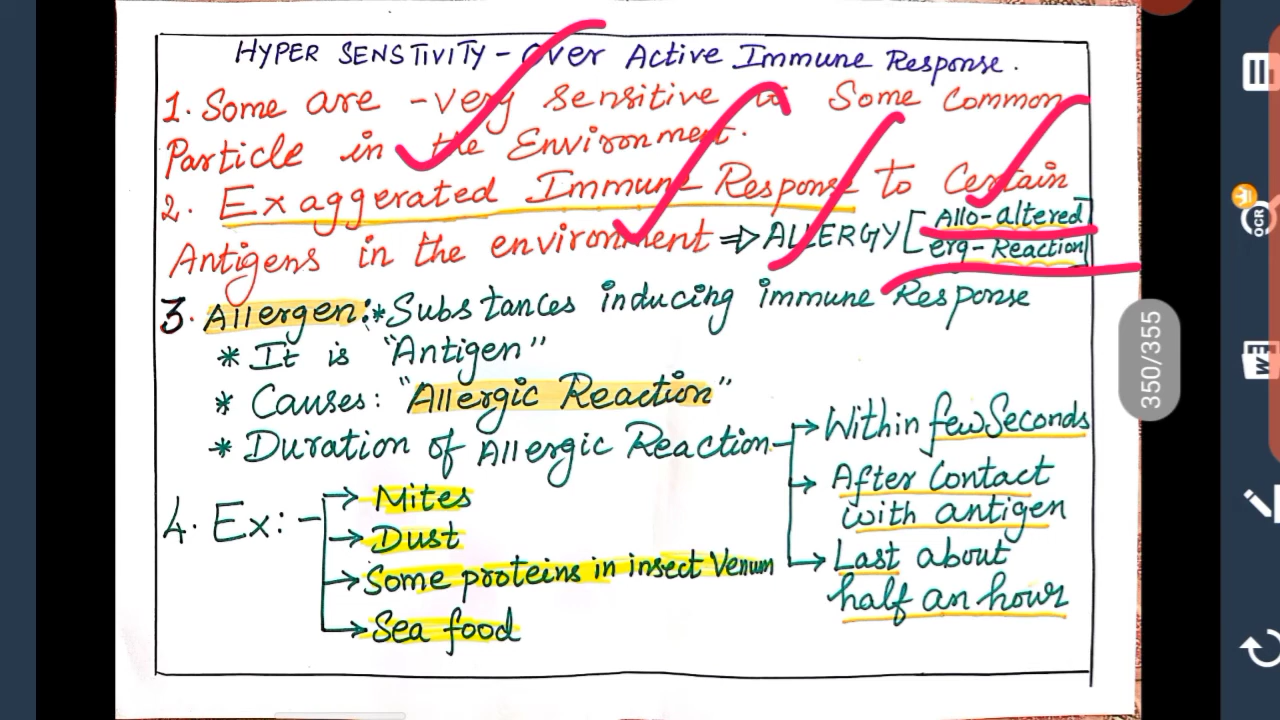 HYPER SENSTIVITY - Over Active Immune Response.
1. Some are -very sensitive to Some Common
Particle in the Environment.
2. Exaggerated Immune Response to Certain
Antigens in the environment ⇒ ALLERGY [Allo-altered
erg-Reaction]
3. Allergen: * Substances inducing immune Response
* It is "Antigen"
* Causes: "Allergic Reaction"
* Duration of Allergic Reaction
→ Within few Seconds
→ After Contact
with antigen
→ Last about
half an hour
4. Ex: -
→ Mites
→ Dust
→ Some proteins in insect Venum
→ Sea food
350/355
OCR
W